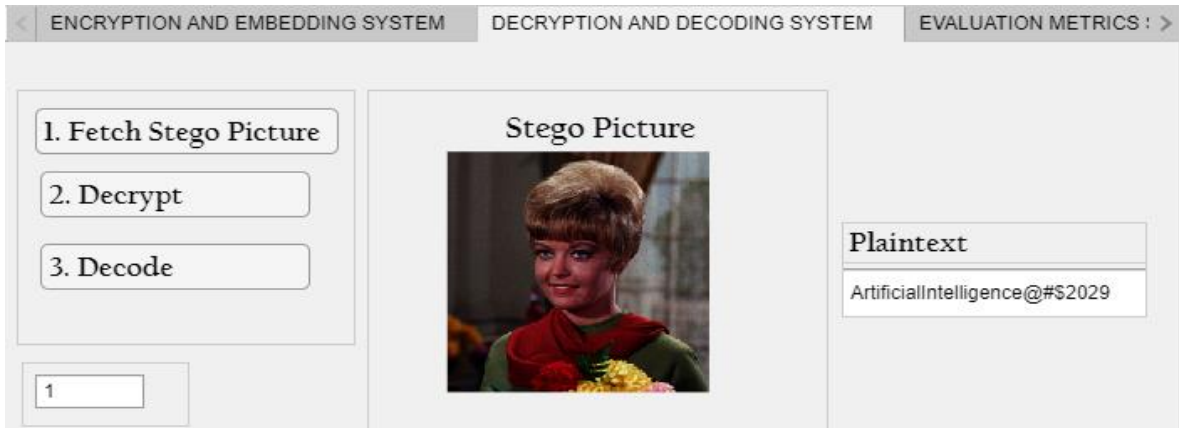 ENCRYPTION AND EMBEDDING SYSTEM
DECRYPTION AND DECODING SYSTEM
EVALUATION METRICS
1. Fetch Stego Picture
2. Decrypt
3. Decode
1
Stego Picture
Plaintext
ArtificialIntelligence@#$2029